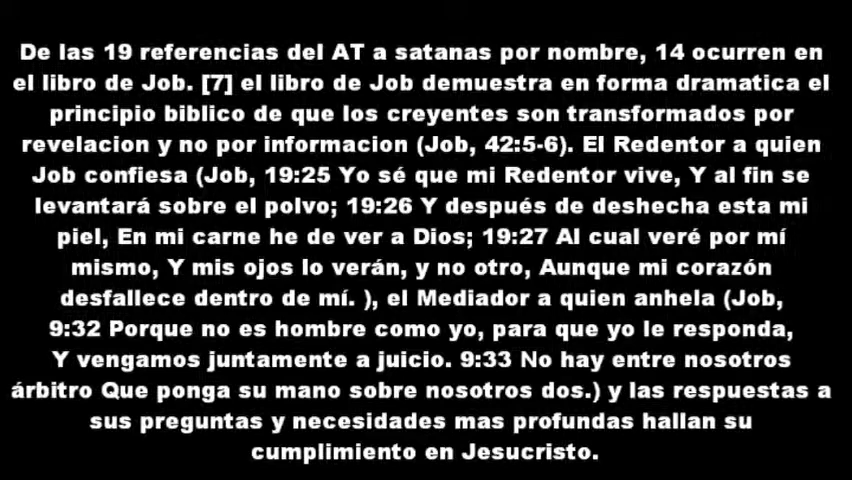 De las 19 referencias del AT a satanas por nombre, 14 ocurren en
el libro de Job. [7] el libro de Job demuestra en forma dramatica el
principio biblico de que los creyentes son transformados por
revelacion y no por informacion (Job, 42:5-6). El Redentor a quien
Job confiesa (Job, 19:25 Yo sé que mi Redentor vive, Y al fin se
levantará sobre el polvo; 19:26 Y después de deshecha esta mi
piel, En mi carne he de ver a Dios; 19:27 Al cual veré por mí
mismo, Y mis ojos lo verán, y no otro, Aunque mi corazón
desfallece dentro de mí. ), el Mediador a quien anhela (Job,
9:32 Porque no es hombre como yo, para que yo le responda,
Y vengamos juntamente a juicio. 9:33 No hay entre nosotros
árbitro Que ponga su mano sobre nosotros dos.) y las respuestas a
sus preguntas y necesidades mas profundas hallan su
cumplimiento en Jesucristo.